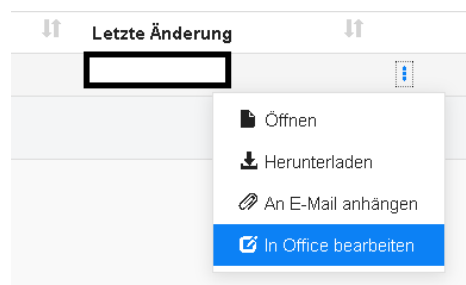 Letzte Änderung
Öffnen
Herunterladen
An E-Mail anhängen
In Office bearbeiten